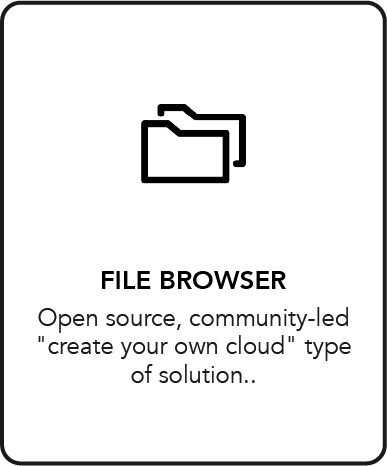 FILE BROWSER
Open source, community-led
"create your own cloud" type
of solution..